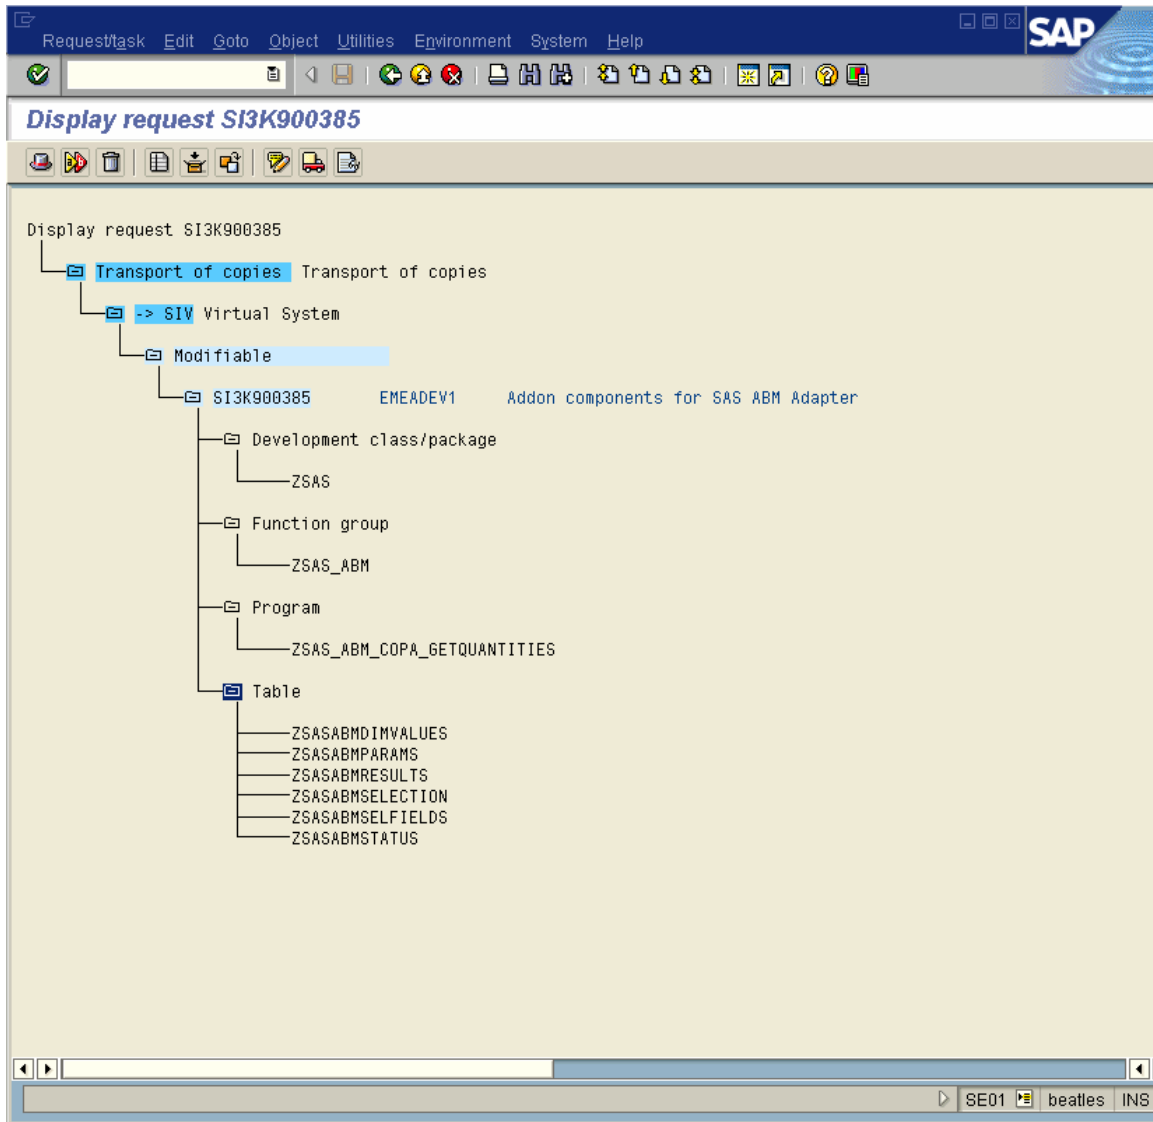 Request/task Edit Goto Object Utilities Environment System Help
SAP
Display request SI3K900385
Display request SI3K900385
Transport of copies Transport of copies
-> SIV Virtual System
Modifiable
SI3K900385 EMEADEV1 Addon components for SAS ABM Adapter
Development class/package
ZSAS
Function group
ZSAS_ABM
Program
ZSAS_ABM_COPA_GETQUANTITIES
Table
ZSASABMDIMVALUES
ZSASABMPARAMS
ZSASABMRESULTS
ZSASABMSELECTION
ZSASABMSELFIELDS
ZSASABMSTATUS
SE01 beatles INS